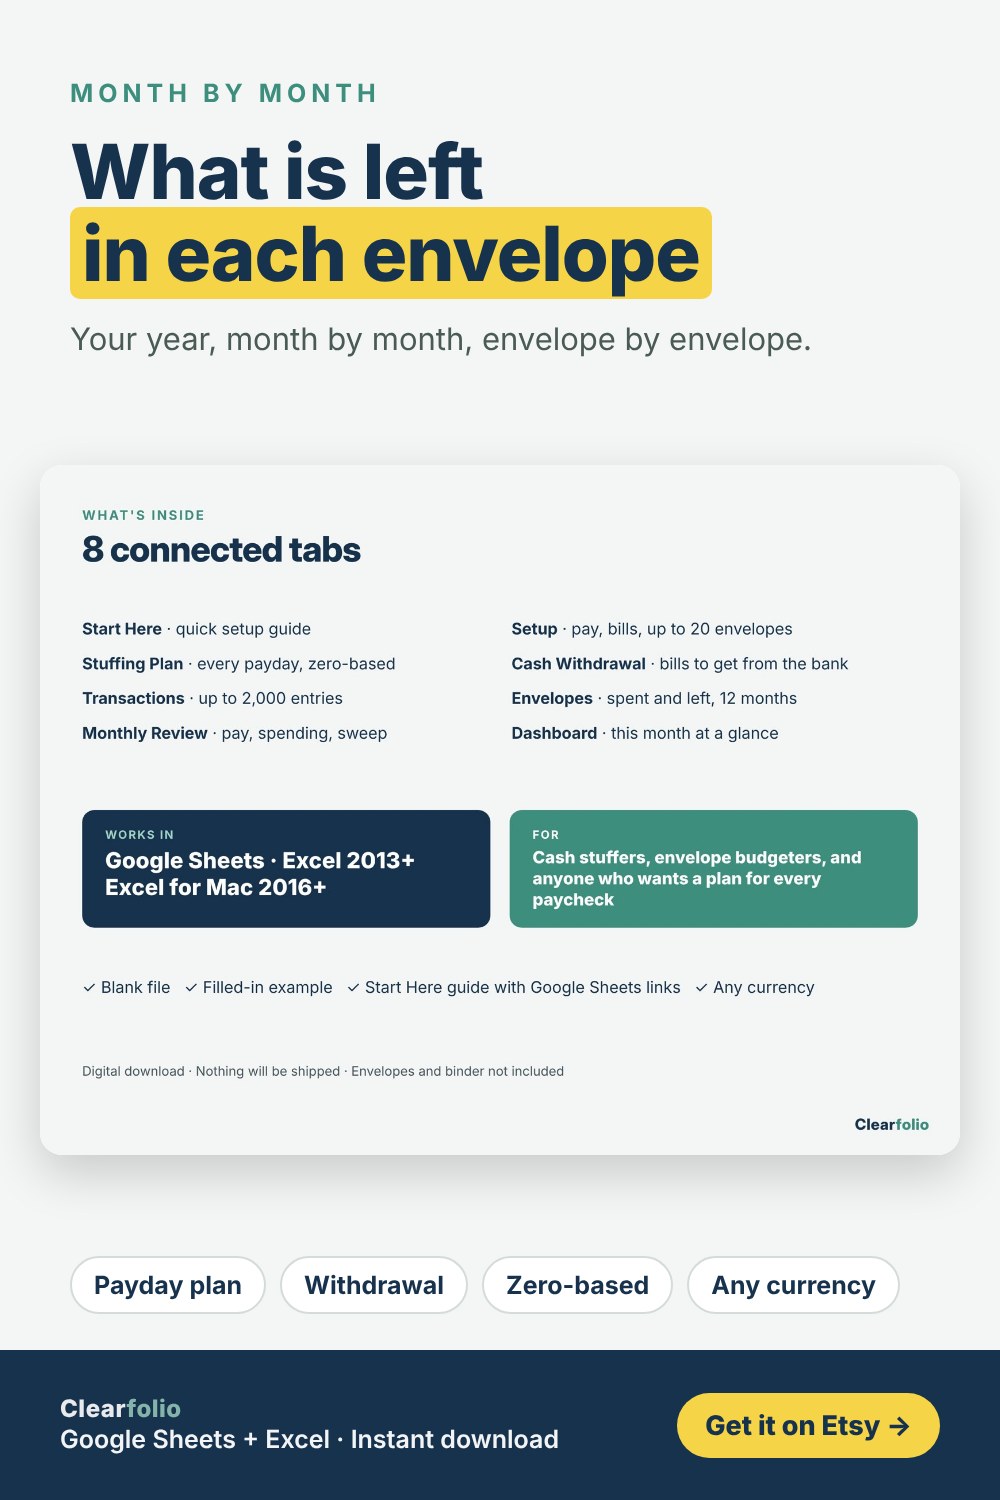 MONTH BY MONTH
What is left
in each envelope
Your year, month by month, envelope by envelope.
WHAT'S INSIDE
8 connected tabs
Start Here · quick setup guide
Stuffing Plan · every payday, zero-based
Transactions · up to 2,000 entries
Monthly Review · pay, spending, sweep
Setup · pay, bills, up to 20 envelopes
Cash Withdrawal · bills to get from the bank
Envelopes · spent and left, 12 months
Dashboard · this month at a glance
WORKS IN
Google Sheets · Excel 2013+
Excel for Mac 2016+
FOR
Cash stuffers, envelope budgeters, and
anyone who wants a plan for every
paycheck
✓ Blank file ✓ Filled-in example ✓ Start Here guide with Google Sheets links ✓ Any currency
Digital download · Nothing will be shipped · Envelopes and binder not included
Clearfolio
Payday plan
Withdrawal
Zero-based
Any currency
Clearfolio
Google Sheets + Excel · Instant download
Get it on Etsy →